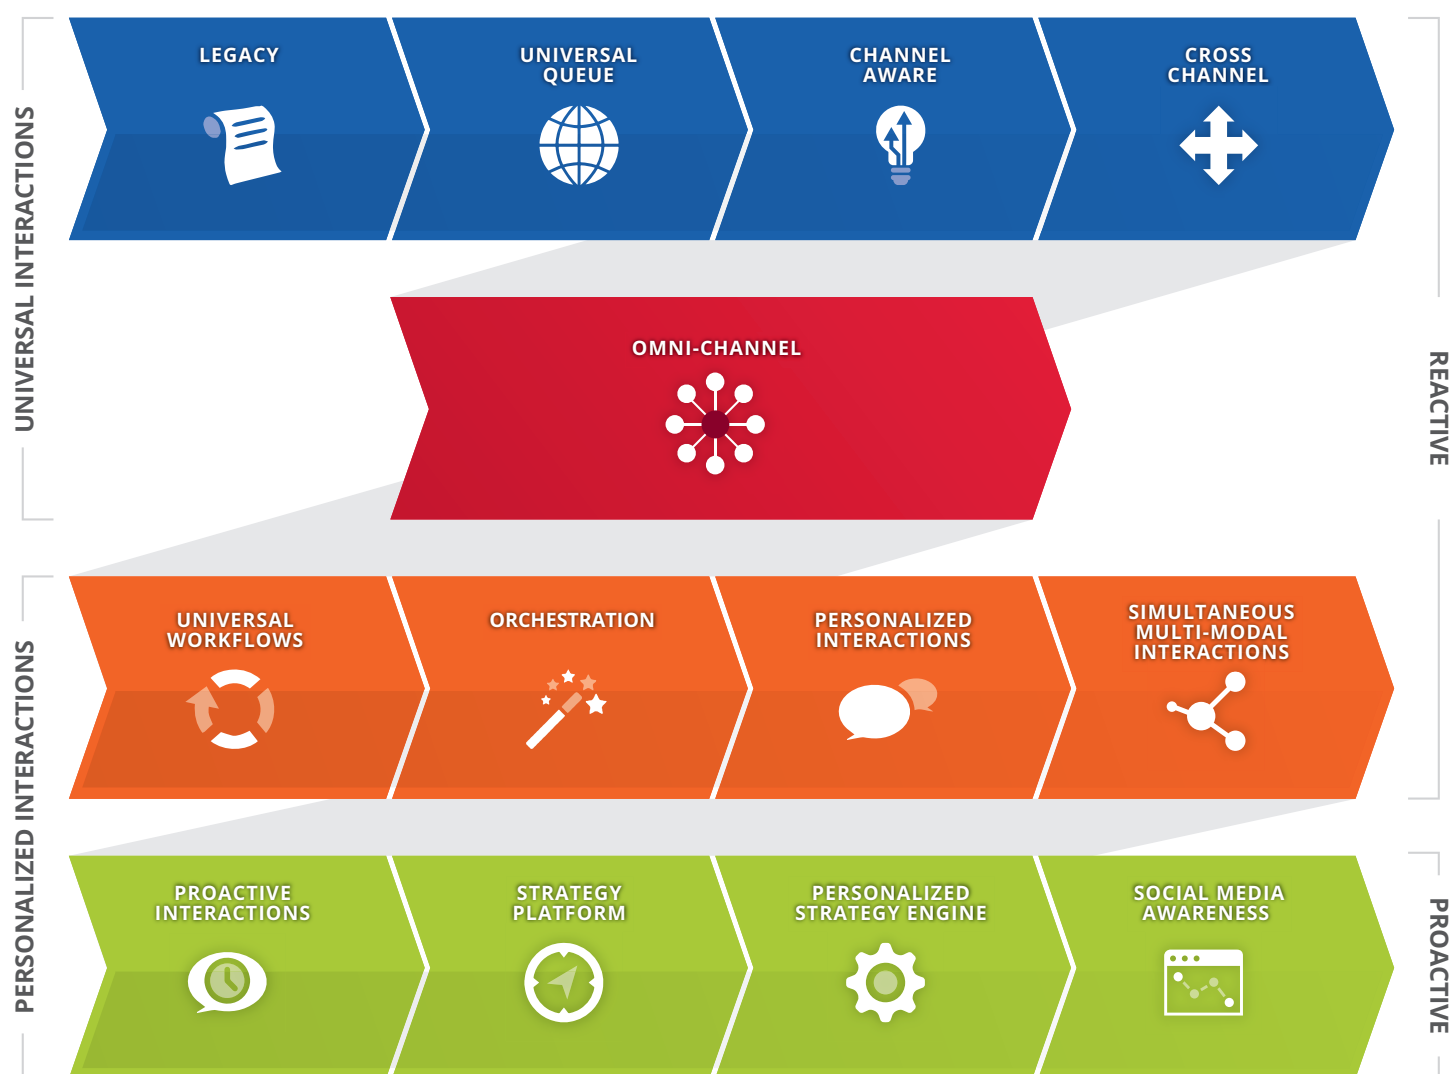 LEGACY
UNIVERSAL
QUEUE
CHANNEL
AWARE
CROSS
CHANNEL
UNIVERSAL INTERACTIONS
OMNI-CHANNEL
REACTIVE
UNIVERSAL
WORKFLOWS
ORCHESTRATION
PERSONALIZED
INTERACTIONS
SIMULTANEOUS
MULTI-MODAL
INTERACTIONS
PERSONALIZED INTERACTIONS
PROACTIVE
INTERACTIONS
STRATEGY
PLATFORM
PERSONALIZED
STRATEGY ENGINE
SOCIAL MEDIA
AWARENESS
PROACTIVE